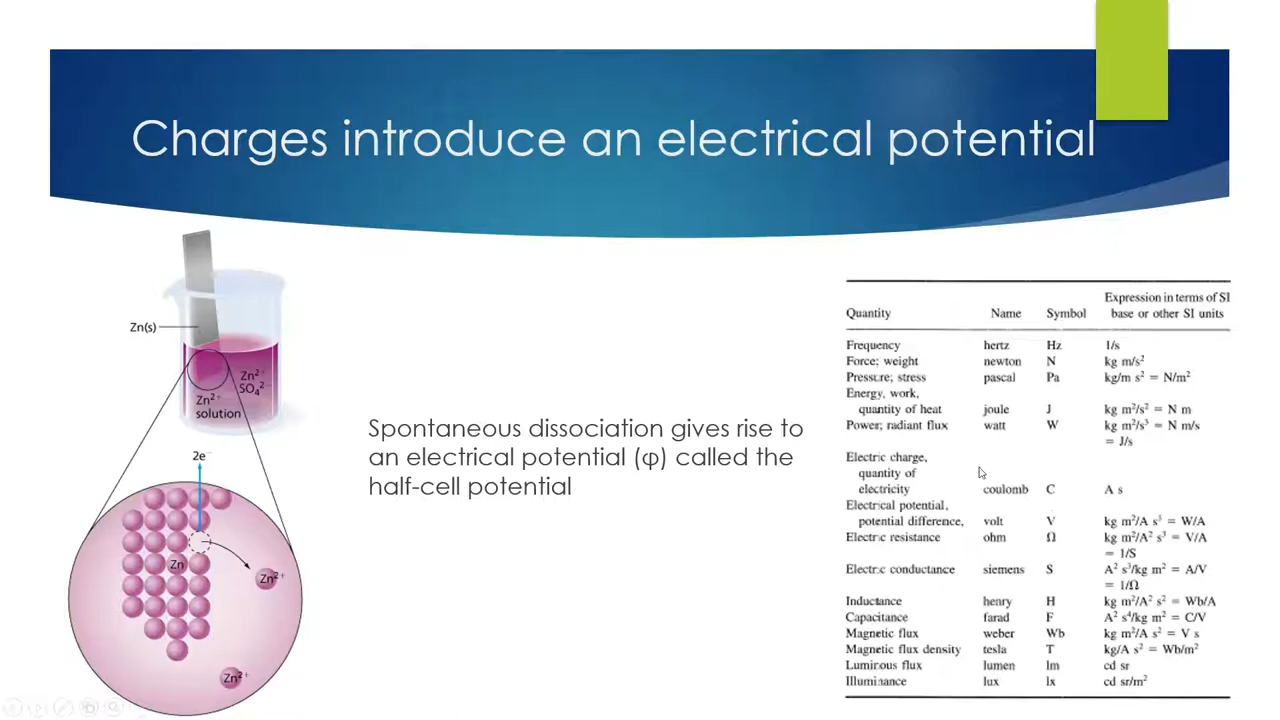 Charges introduce an electrical potential
Zn(s)
Zn²⁺
SO₄²⁻
Zn²⁺
solution
2e⁻
Zn
Zn²⁺
Zn²⁺
Spontaneous dissociation gives rise to
an electrical potential (φ) called the
half-cell potential
Expression in terms of SI
Quantity Name Symbol base or other SI units
Frequency hertz Hz 1/s
Force; weight newton N kg m/s²
Pressure; stress pascal Pa kg/m s² = N/m²
Energy, work,
quantity of heat joule J kg m²/s² = N m
Power; radiant flux watt W kg m²/s³ = N m/s
= J/s
Electric charge,
quantity of
electricity coulomb C A s
Electrical potential,
potential difference, volt V kg m²/A s³ = W/A
Electric resistance ohm Ω kg m²/A² s³ = V/A
= 1/S
Electric conductance siemens S A² s³/kg m² = A/V
= 1/Ω
Inductance henry H kg m²/A² s² = Wb/A
Capacitance farad F A² s⁴/kg m² = C/V
Magnetic flux weber Wb kg m²/A s² = V s
Magnetic flux density tesla T kg/A s² = Wb/m²
Luminous flux lumen lm cd sr
Illuminance lux lx cd sr/m²